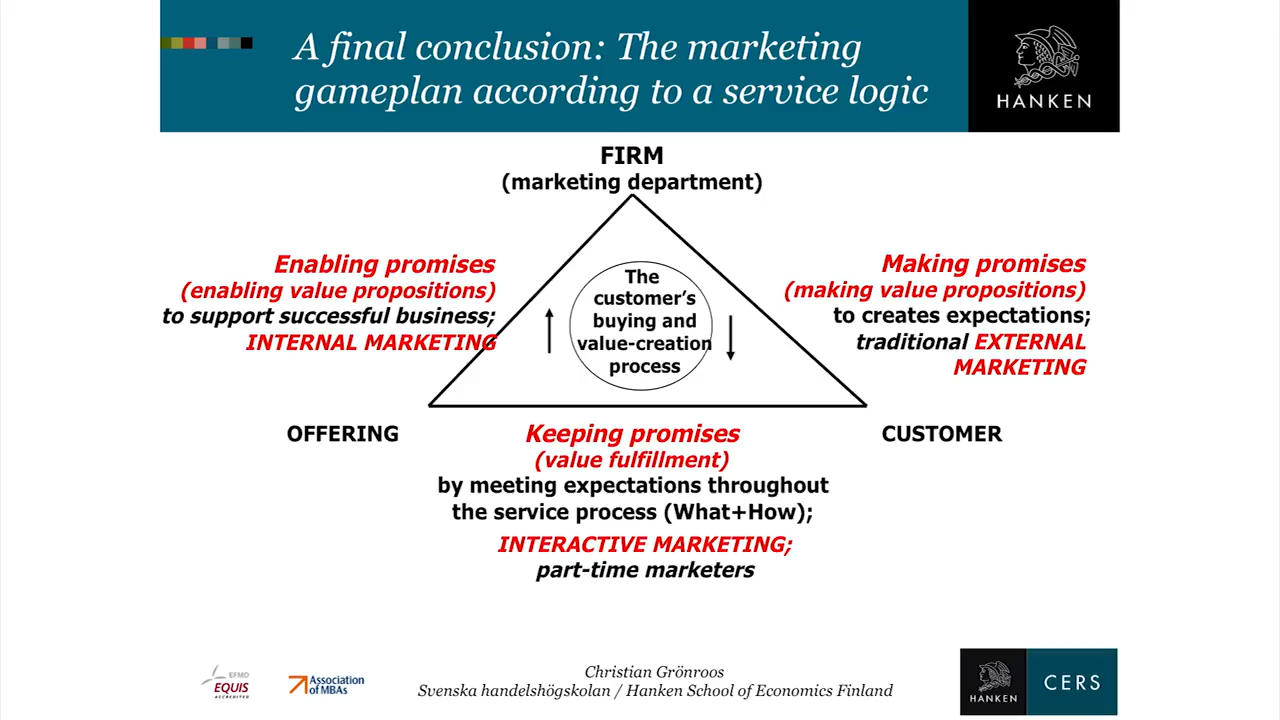 A final conclusion: The marketing
gameplan according to a service logic
HANKEN
FIRM
(marketing department)
Enabling promises
(enabling value propositions)
to support successful business;
INTERNAL MARKETING
The
customer's
buying and
value-creation
process
Making promises
(making value propositions)
to creates expectations;
traditional EXTERNAL
MARKETING
OFFERING
Keeping promises
(value fulfillment)
by meeting expectations throughout
the service process (What+How);
INTERACTIVE MARKETING;
part-time marketers
CUSTOMER
EFMD
EQUIS
ACCREDITED
Association
of MBAs
Christian Grönroos
Svenska handelshögskolan / Hanken School of Economics Finland
HANKEN
CERS